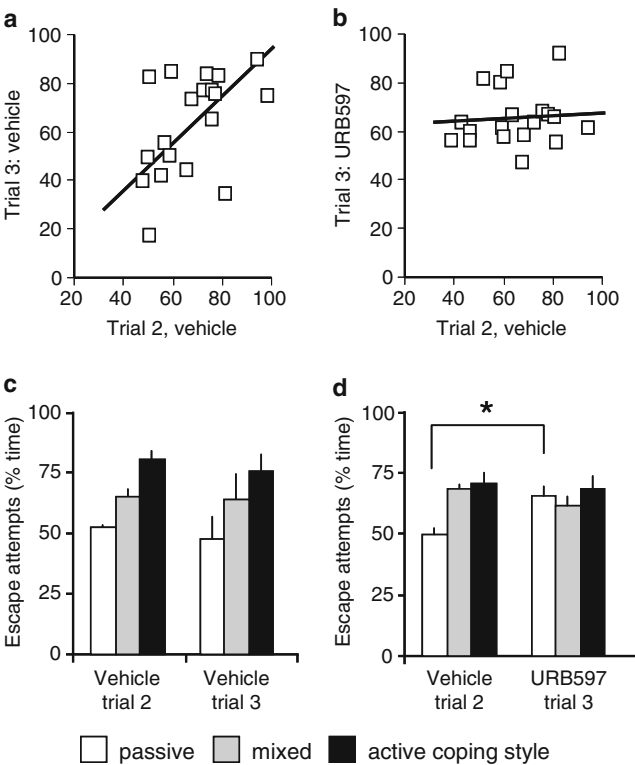 a
100
80
60
40
20
0
Trial 3: vehicle
20 40 60 80 100
Trial 2, vehicle
b
100
80
60
40
20
0
Trial 3: URB597
20 40 60 80 100
Trial 2, vehicle
c
100
75
50
25
0
Escape attempts (% time)
Vehicle
trial 2
Vehicle
trial 3
d
100
75
50
25
0
Escape attempts (% time)
*
Vehicle
trial 2
URB597
trial 3
passive mixed active coping style